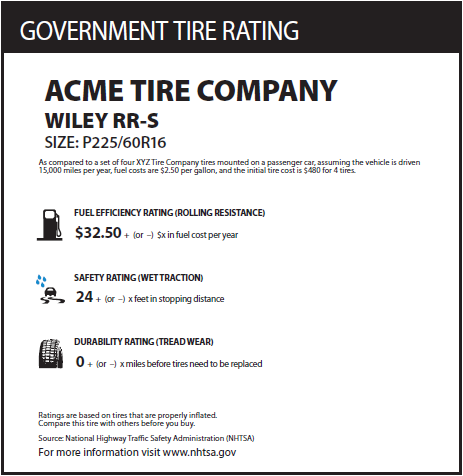 GOVERNMENT TIRE RATING
ACME TIRE COMPANY
WILEY RR-S
SIZE: P225/60R16
As compared to a set of four XYZ Tire Company tires mounted on a passenger car, assuming the vehicle is driven
15,000 miles per year, fuel costs are $2.50 per gallon, and the initial tire cost is $480 for 4 tires.
FUEL EFFICIENCY RATING (ROLLING RESISTANCE)
$32.50 + (or –) $x in fuel cost per year
SAFETY RATING (WET TRACTION)
24 + (or –) x feet in stopping distance
DURABILITY RATING (TREAD WEAR)
0 + (or –) x miles before tires need to be replaced
Ratings are based on tires that are properly inflated.
Compare this tire with others before you buy.
Source: National Highway Traffic Safety Administration (NHTSA)
For more information visit www.nhtsa.gov